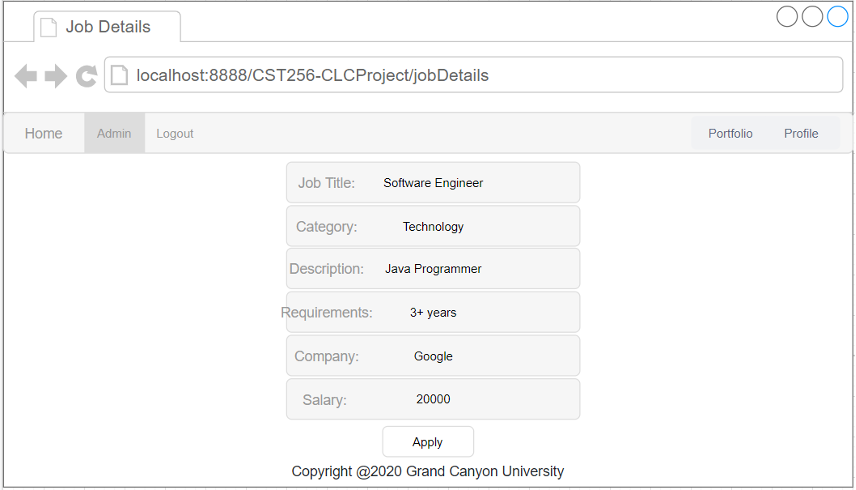 Job Details
localhost:8888/CST256-CLCProject/jobDetails
Home Admin Logout Portfolio Profile
Job Title: Software Engineer
Category: Technology
Description: Java Programmer
Requirements: 3+ years
Company: Google
Salary: 20000
Apply
Copyright @2020 Grand Canyon University